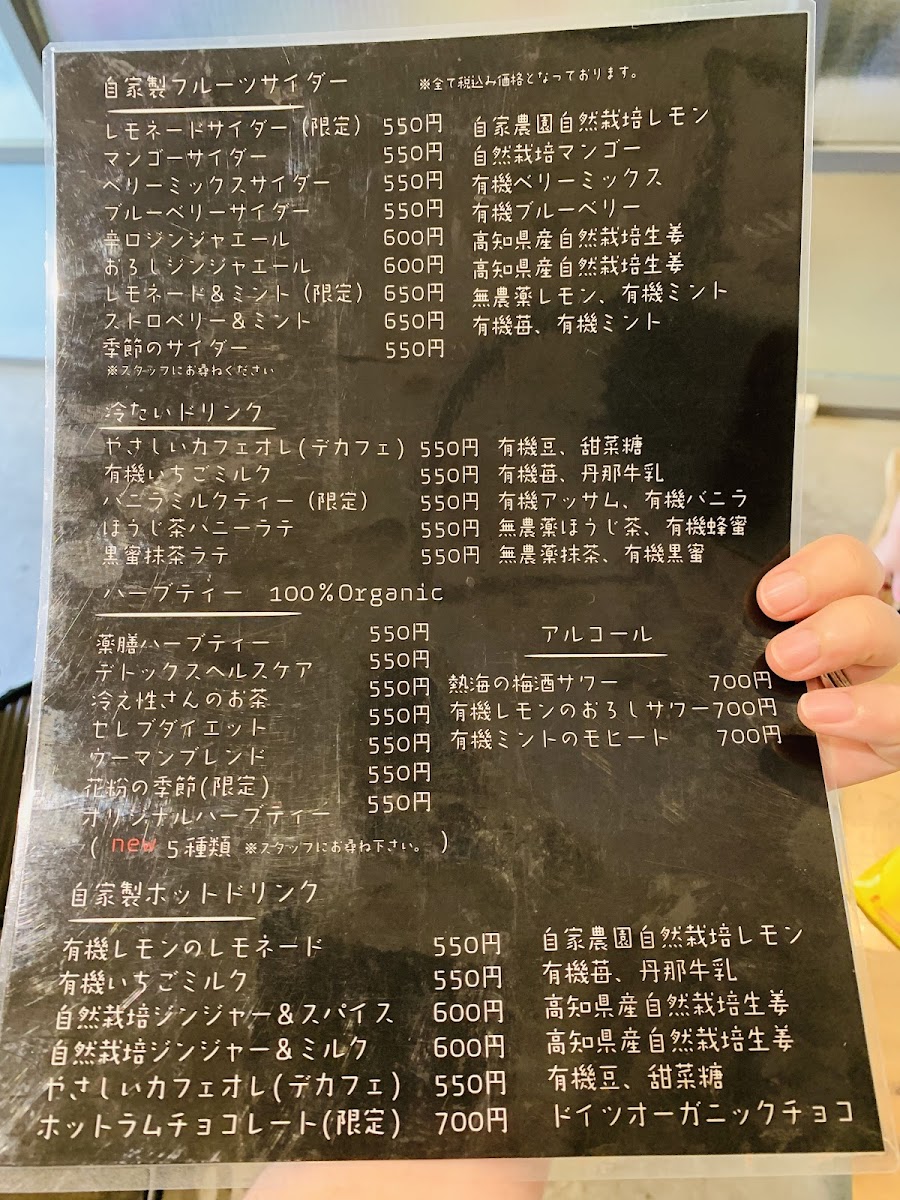 自家製フルーツサイダー ※全て税込み価格となっております。
レモネードサイダー(限定) 550円 自家農園自然栽培レモン
マンゴーサイダー 550円 自然栽培マンゴー
ベリーミックスサイダー 550円 有機ベリーミックス
ブルーベリーサイダー 550円 有機ブルーベリー
辛口ジンジャエール 600円 高知県産自然栽培生姜
おろしジンジャエール 600円 高知県産自然栽培生姜
レモネード&ミント(限定) 650円 無農薬レモン、有機ミント
ストロベリー&ミント 650円 有機苺、有機ミント
季節のサイダー 550円
※スタッフにお尋ねください
冷たいドリンク
やさしいカフェオレ(デカフェ) 550円 有機豆、甜菜糖
有機いちごミルク 550円 有機苺、丹那牛乳
バニラミルクティー(限定) 550円 有機アッサム、有機バニラ
ほうじ茶ハニーラテ 550円 無農薬ほうじ茶、有機蜂蜜
黒蜜抹茶ラテ 550円 無農薬抹茶、有機黒蜜
ハーブティー 100%Organic
薬膳ハーブティー 550円
デトックスヘルスケア 550円
冷え性さんのお茶 550円
セレブダイエット 550円
ウーマンブレンド 550円
花粉の季節(限定) 550円
オリジナルハーブティー 550円
(new 5種類 ※スタッフにお尋ね下さい。)
アルコール
熱海の梅酒サワー 700円
有機レモンのおろしサワー700円
有機ミントのモヒート 700円
自家製ホットドリンク
有機レモンのレモネード 550円 自家農園自然栽培レモン
有機いちごミルク 550円 有機苺、丹那牛乳
自然栽培ジンジャー&スパイス 600円 高知県産自然栽培生姜
自然栽培ジンジャー&ミルク 600円 高知県産自然栽培生姜
やさしいカフェオレ(デカフェ) 550円 有機豆、甜菜糖
ホットラムチョコレート(限定) 700円 ドイツオーガニックチョコ